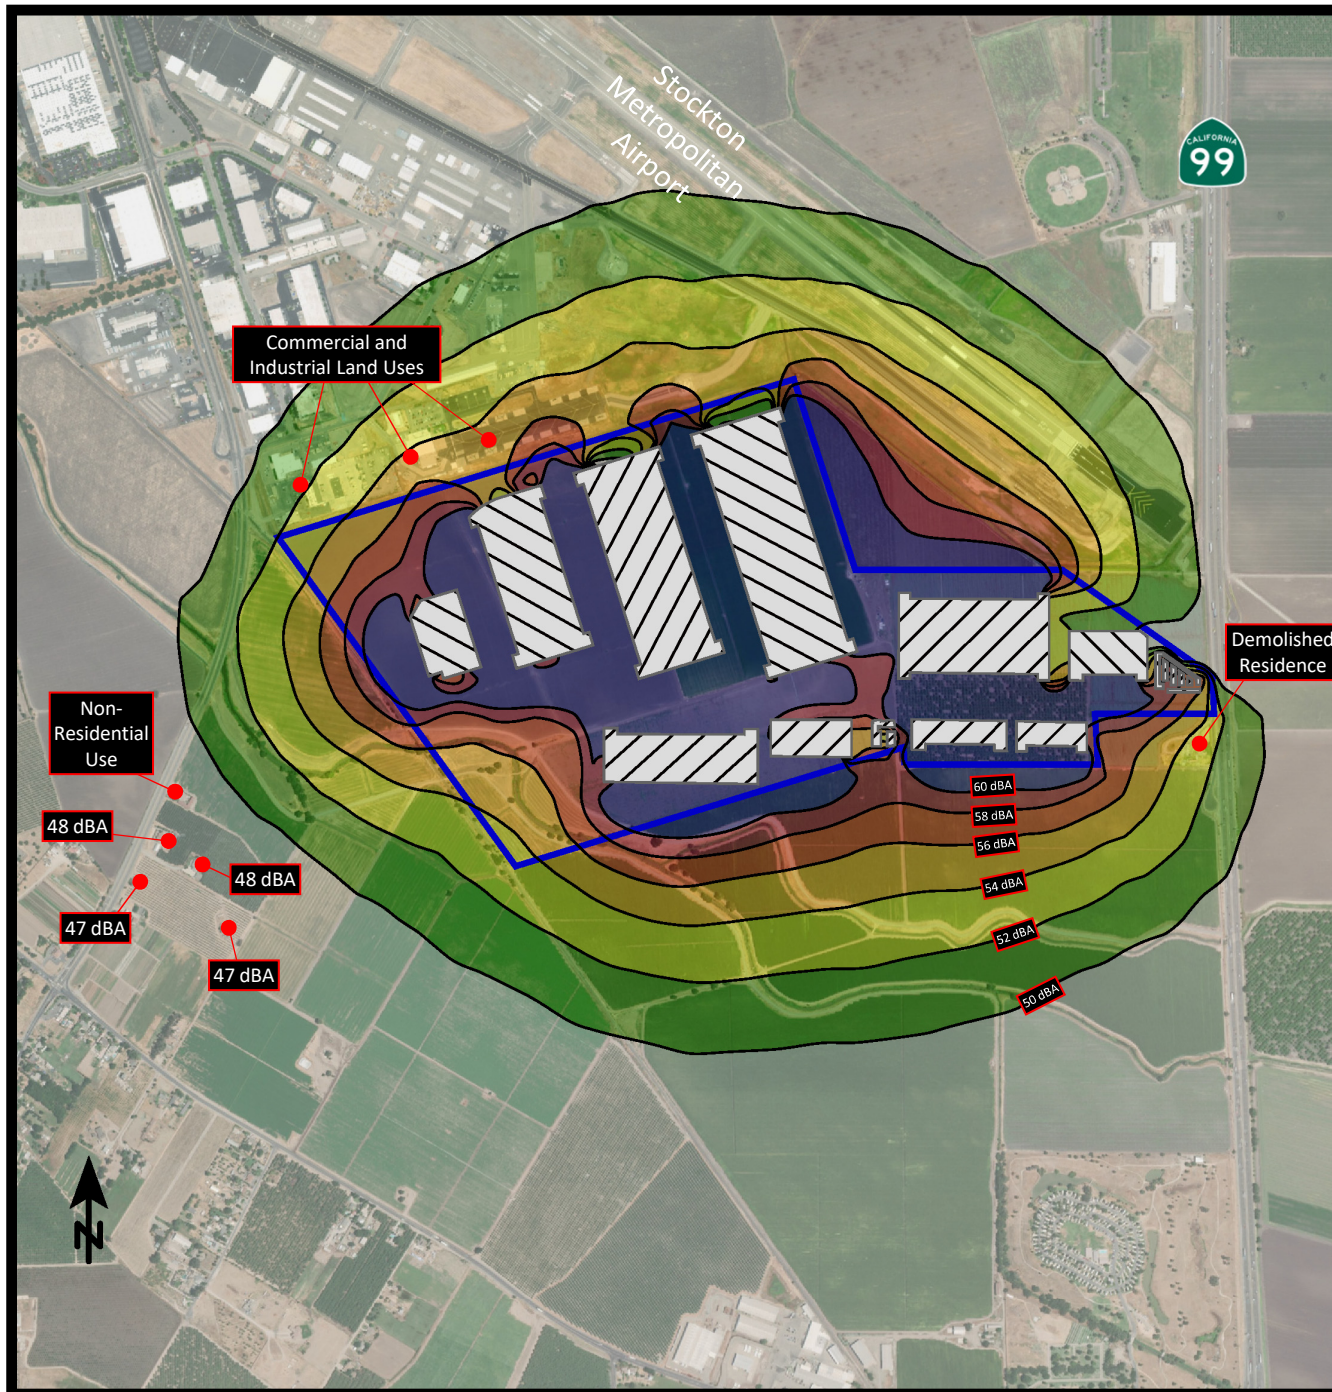 Stockton
Metropolitan
Airport
CALIFORNIA
99
Commercial and
Industrial Land Uses
Demolished
Residence
Non-
Residential
Use
48 dBA
48 dBA
47 dBA
47 dBA
60 dBA
58 dBA
56 dBA
54 dBA
52 dBA
50 dBA
N